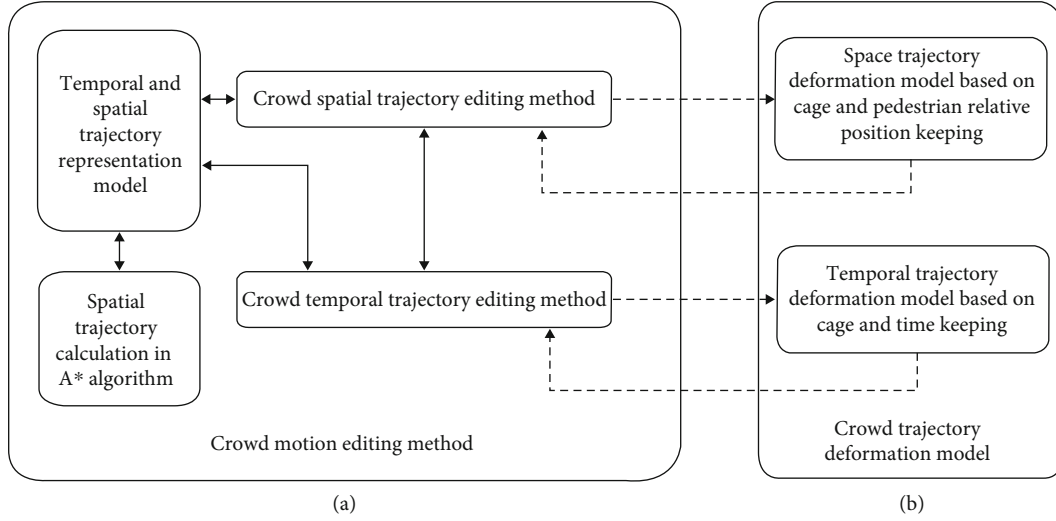 Temporal and
spatial
trajectory
representation
model
Crowd spatial trajectory editing method
Crowd temporal trajectory editing method
Spatial
trajectory
calculation in
A* algorithm
Crowd motion editing method
(a)
Space trajectory
deformation model based on
cage and pedestrian relative
position keeping
Temporal trajectory
deformation model based on
cage and time keeping
Crowd trajectory
deformation model
(b)